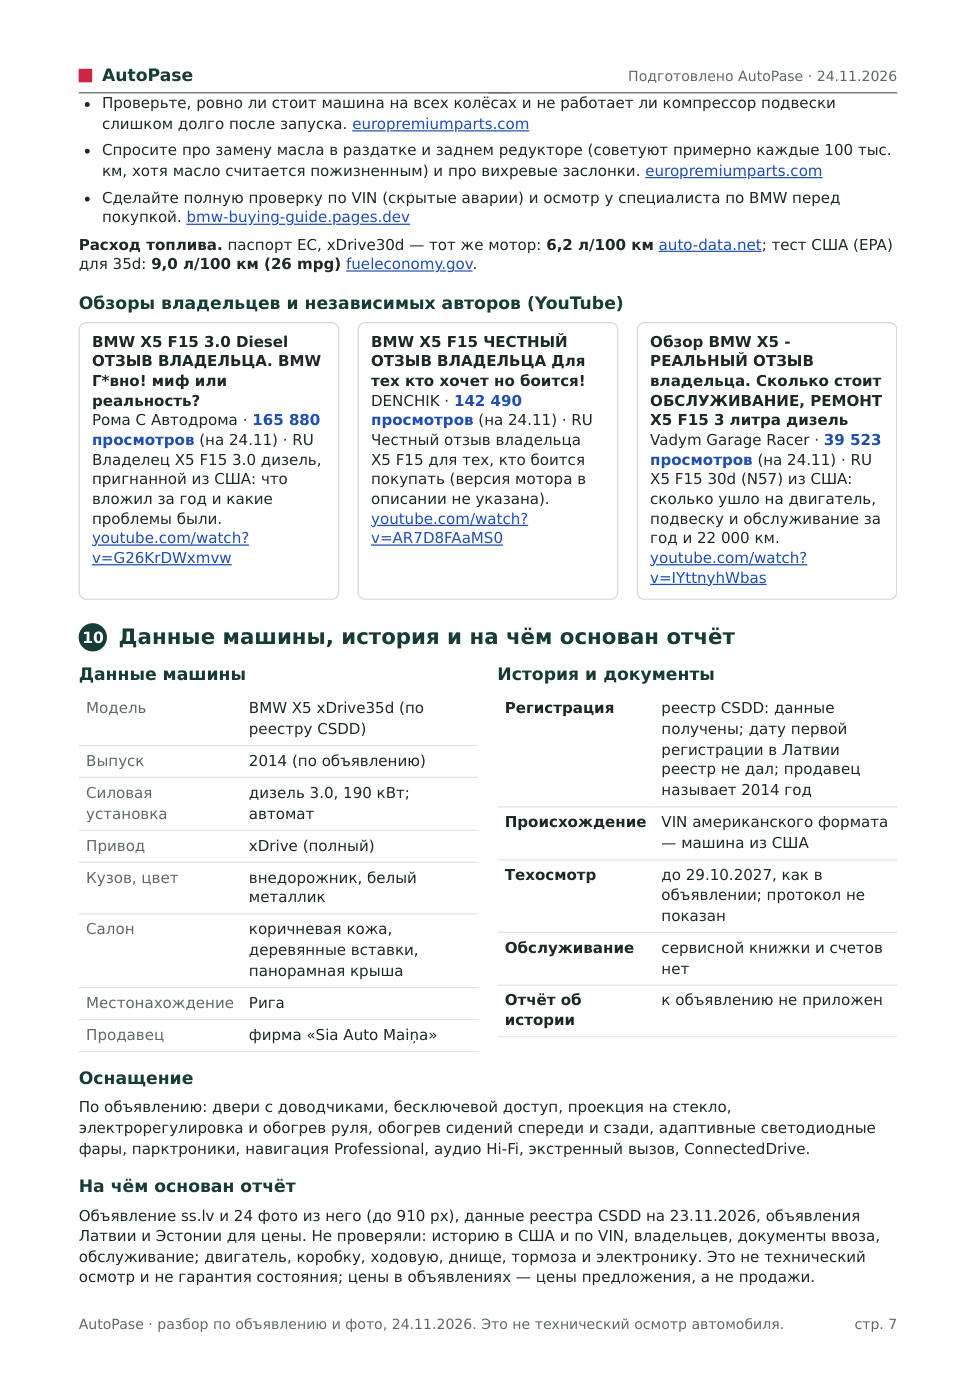 AutoPase
Подготовлено AutoPase · 24.11.2026
• Проверьте, ровно ли стоит машина на всех колёсах и не работает ли компрессор подвески
слишком долго после запуска. europremiumparts.com
• Спросите про замену масла в раздатке и заднем редукторе (советуют примерно каждые 100 тыс.
км, хотя масло считается пожизненным) и про вихревые заслонки. europremiumparts.com
• Сделайте полную проверку по VIN (скрытые аварии) и осмотр у специалиста по BMW перед
покупкой. bmw-buying-guide.pages.dev
Расход топлива. паспорт ЕС, xDrive30d — тот же мотор: 6,2 л/100 км auto-data.net; тест США (EPA)
для 35d: 9,0 л/100 км (26 mpg) fueleconomy.gov.
Обзоры владельцев и независимых авторов (YouTube)
BMW X5 F15 3.0 Diesel
ОТЗЫВ ВЛАДЕЛЬЦА. BMW
Г*вно! миф или
реальность?
Рома С Автодрома · 165 880
просмотров (на 24.11) · RU
Владелец X5 F15 3.0 дизель,
пригнанной из США: что
вложил за год и какие
проблемы были.
youtube.com/watch?
v=G26KrDWxmvw
BMW X5 F15 ЧЕСТНЫЙ
ОТЗЫВ ВЛАДЕЛЬЦА Для
тех кто хочет но боится!
DENCHIK · 142 490
просмотров (на 24.11) · RU
Честный отзыв владельца
X5 F15 для тех, кто боится
покупать (версия мотора в
описании не указана).
youtube.com/watch?
v=AR7D8FAaMS0
Обзор BMW X5 -
РЕАЛЬНЫЙ ОТЗЫВ
владельца. Сколько стоит
ОБСЛУЖИВАНИЕ, РЕМОНТ
X5 F15 3 литра дизель
Vadym Garage Racer · 39 523
просмотров (на 24.11) · RU
X5 F15 30d (N57) из США:
сколько ушло на двигатель,
подвеску и обслуживание за
год и 22 000 км.
youtube.com/watch?
v=IYttnyhWbas
10 Данные машины, история и на чём основан отчёт
Данные машины
Модель BMW X5 xDrive35d (по
реестру CSDD)
Выпуск 2014 (по объявлению)
Силовая дизель 3.0, 190 кВт;
установка автомат
Привод xDrive (полный)
Кузов, цвет внедорожник, белый
металлик
Салон коричневая кожа,
деревянные вставки,
панорамная крыша
Местонахождение Рига
Продавец фирма «Sia Auto Maiņa»
История и документы
Регистрация реестр CSDD: данные
получены; дату первой
регистрации в Латвии
реестр не дал; продавец
называет 2014 год
Происхождение VIN американского формата
— машина из США
Техосмотр до 29.10.2027, как в
объявлении; протокол не
показан
Обслуживание сервисной книжки и счетов
нет
Отчёт об к объявлению не приложен
истории
Оснащение
По объявлению: двери с доводчиками, бесключевой доступ, проекция на стекло,
электрорегулировка и обогрев руля, обогрев сидений спереди и сзади, адаптивные светодиодные
фары, парктроники, навигация Professional, аудио Hi-Fi, экстренный вызов, ConnectedDrive.
На чём основан отчёт
Объявление ss.lv и 24 фото из него (до 910 px), данные реестра CSDD на 23.11.2026, объявления
Латвии и Эстонии для цены. Не проверяли: историю в США и по VIN, владельцев, документы ввоза,
обслуживание; двигатель, коробку, ходовую, днище, тормоза и электронику. Это не технический
осмотр и не гарантия состояния; цены в объявлениях — цены предложения, а не продажи.
AutoPase · разбор по объявлению и фото, 24.11.2026. Это не технический осмотр автомобиля.
стр. 7